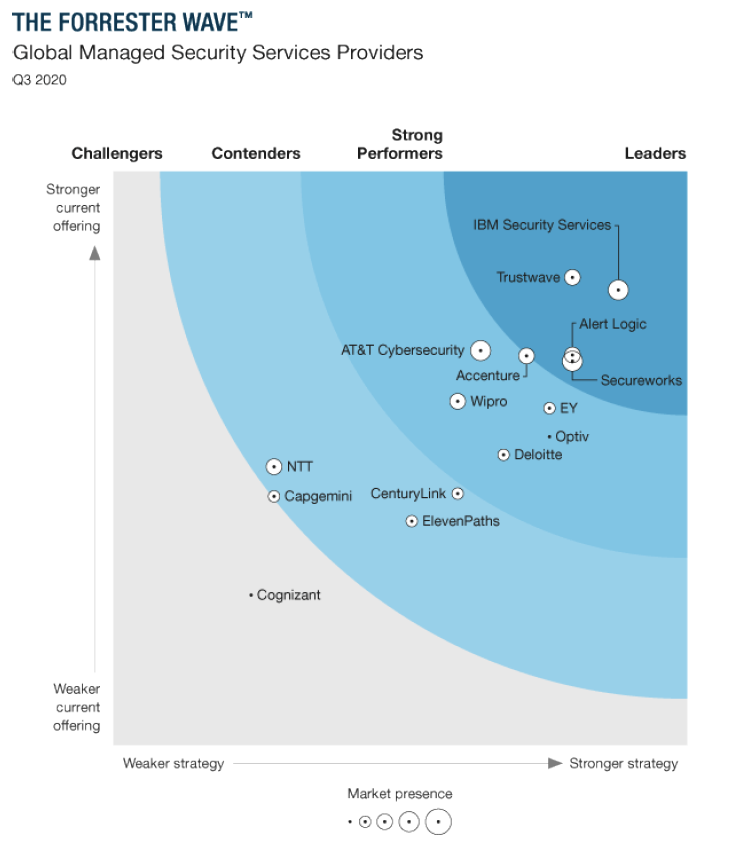 THE FORRESTER WAVE™
Global Managed Security Services Providers
Q3 2020
Challengers
Contenders
Strong
Performers
Leaders
Stronger
current
offering
IBM Security Services
Trustwave
Alert Logic
AT&T Cybersecurity
Accenture
Secureworks
Wipro
EY
Optiv
Deloitte
NTT
CenturyLink
Capgemini
ElevenPaths
Cognizant
Weaker
current
offering
Weaker strategy
Stronger strategy
Market presence